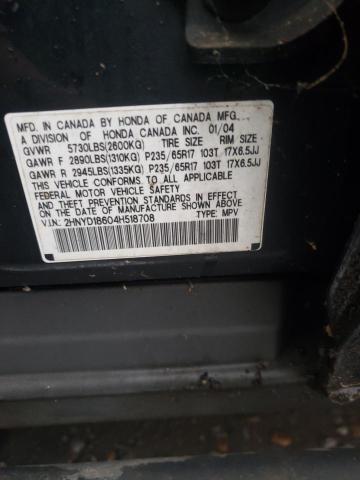 MFD. IN CANADA BY HONDA OF CANADA MFG.,
A DIVISION OF HONDA CANADA INC. 01/04
GVWR 5730LBS(2600KG) TIRE SIZE RIM SIZE
GAWR F 2890LBS(1310KG) P235/65R17 103T 17X6.5JJ
GAWR R 2945LBS(1335KG) P235/65R17 103T 17X6.5JJ
THIS VEHICLE CONFORMS TO ALL APPLICABLE
FEDERAL MOTOR VEHICLE SAFETY
AND THEFT PREVENTION STANDARDS IN EFFECT
ON THE DATE OF MANUFACTURE SHOWN ABOVE.
V.I.N.: 2HNYD18604H518708 TYPE: MPV